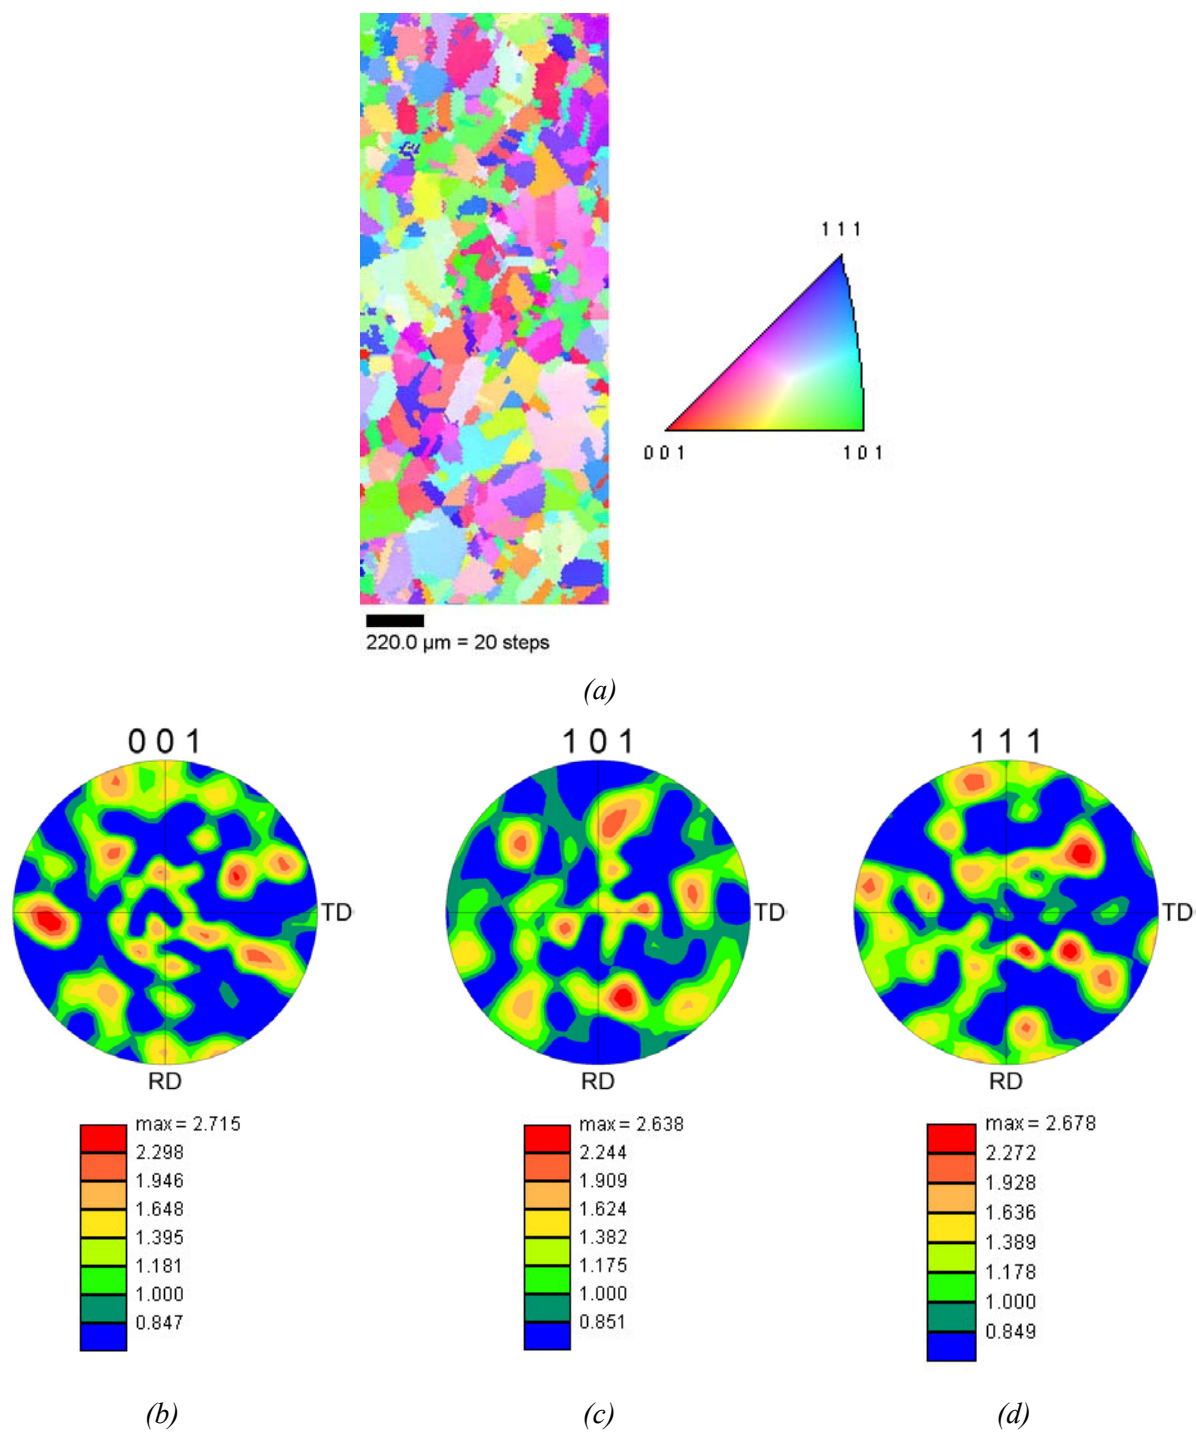 1 1 1
0 0 1
1 0 1
220.0 µm = 20 steps
(a)
0 0 1
1 0 1
1 1 1
TD
TD
TD
RD
RD
RD
max = 2.715
2.298
1.946
1.648
1.395
1.181
1.000
0.847
max = 2.638
2.244
1.909
1.624
1.382
1.175
1.000
0.851
max = 2.678
2.272
1.928
1.636
1.389
1.178
1.000
0.849
(b)
(c)
(d)